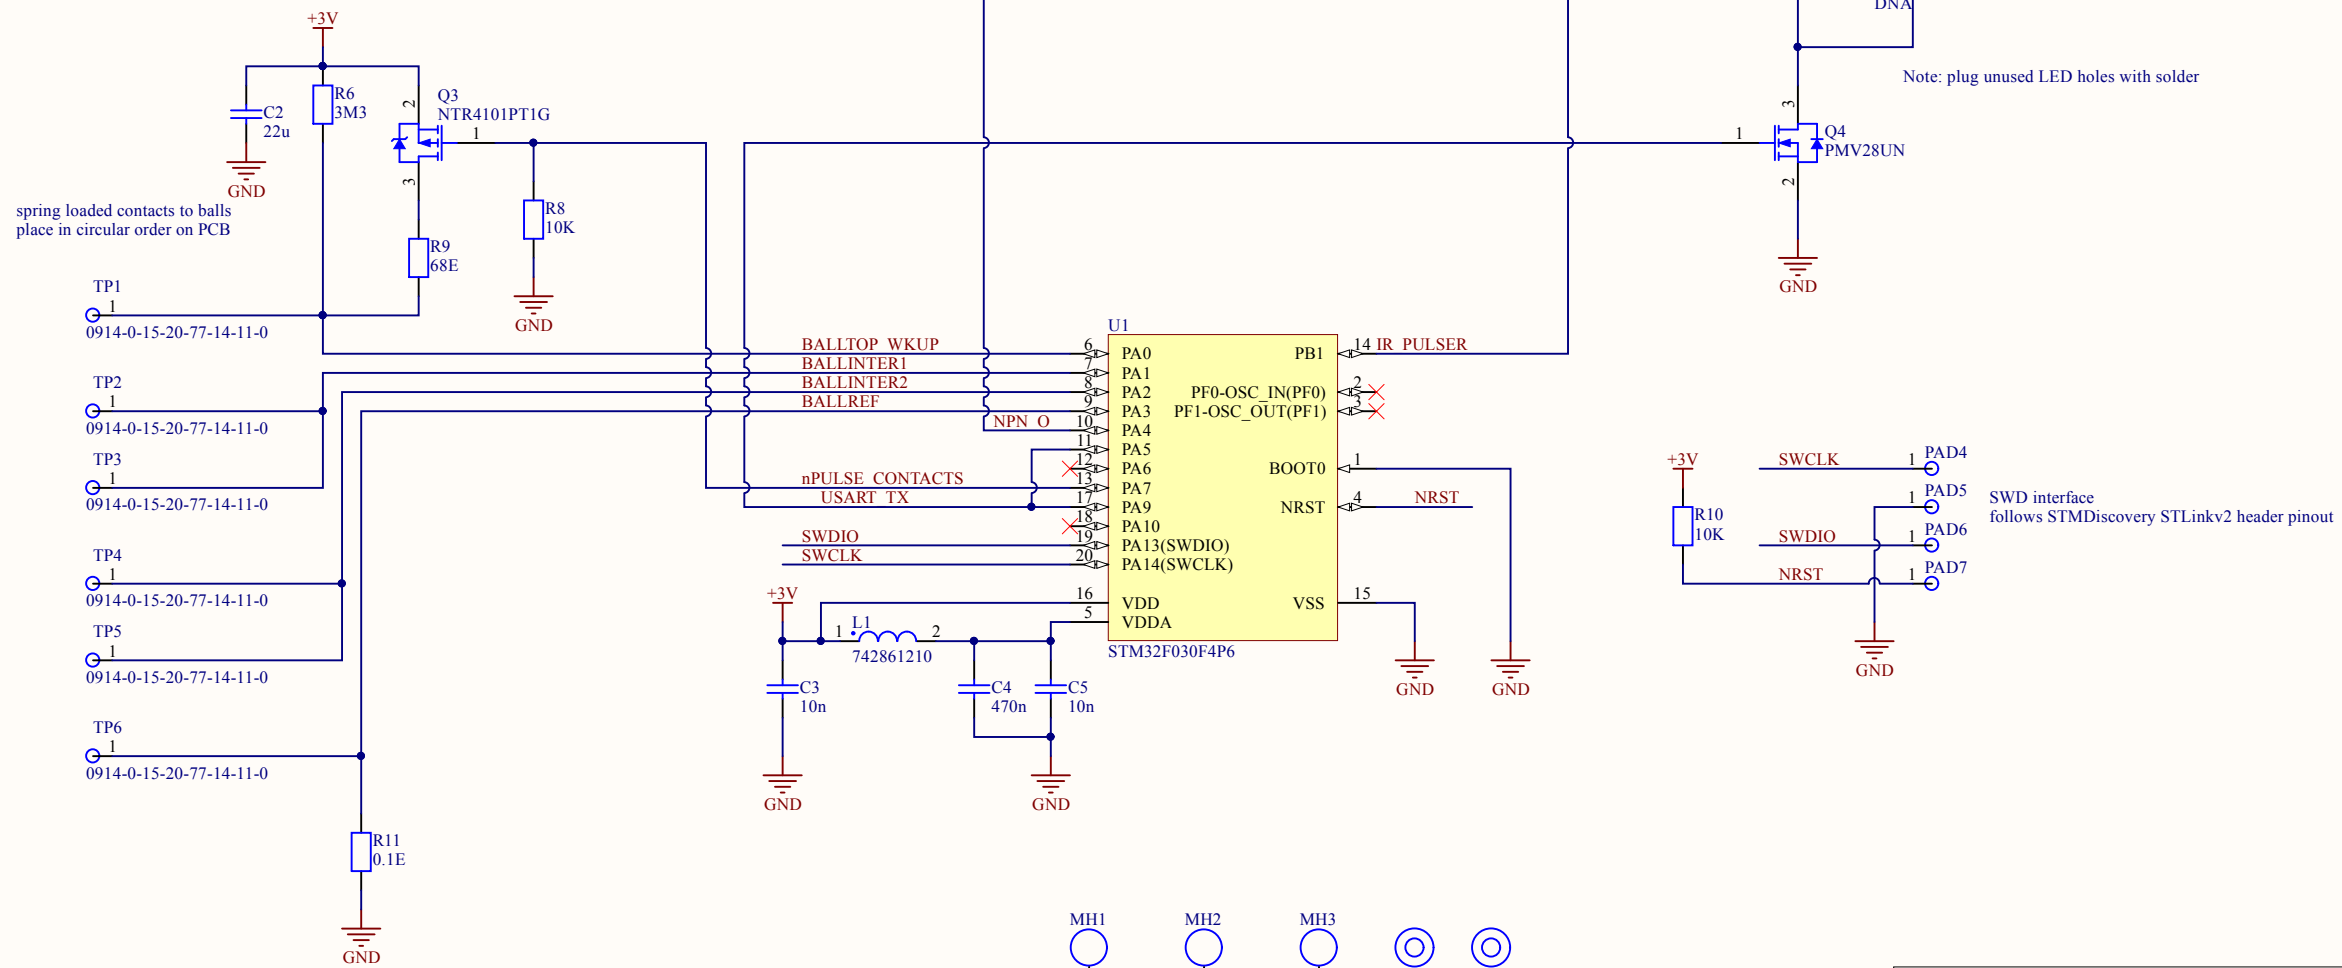 +3V
DNA
Note: plug unused LED holes with solder
C2
22u
GND
R6
3M3
2
Q3
NTR4101PT1G
1
3
R8
10K
GND
R9
68E
3
1
Q4
PMV28UN
2
GND
spring loaded contacts to balls
place in circular order on PCB
TP1
1
0914-0-15-20-77-14-11-0
TP2
1
0914-0-15-20-77-14-11-0
TP3
1
0914-0-15-20-77-14-11-0
TP4
1
0914-0-15-20-77-14-11-0
TP5
1
0914-0-15-20-77-14-11-0
TP6
1
0914-0-15-20-77-14-11-0
R11
0.1E
GND
U1
BALLTOP_WKUP 6 PA0
BALLINTER1 7 PA1
BALLINTER2 8 PA2
BALLREF 9 PA3
NPN_O 10 PA4
11 PA5
12 PA6
nPULSE_CONTACTS 13 PA7
USART_TX 17 PA9
18 PA10
SWDIO 19 PA13(SWDIO)
SWCLK 20 PA14(SWCLK)
16 VDD
5 VDDA
PB1 14 IR_PULSER
PF0-OSC_IN(PF0) 2
PF1-OSC_OUT(PF1) 3
BOOT0 1
NRST 4 NRST
VSS 15
STM32F030F4P6
GND
GND
+3V
1
L1
2
742861210
C3
10n
C4
470n
C5
10n
GND
GND
+3V
R10
10K
SWCLK 1 PAD4
1 PAD5
SWDIO 1 PAD6
NRST 1 PAD7
SWD interface
follows STMDiscovery STLinkv2 header pinout
GND
MH1
MH2
MH3